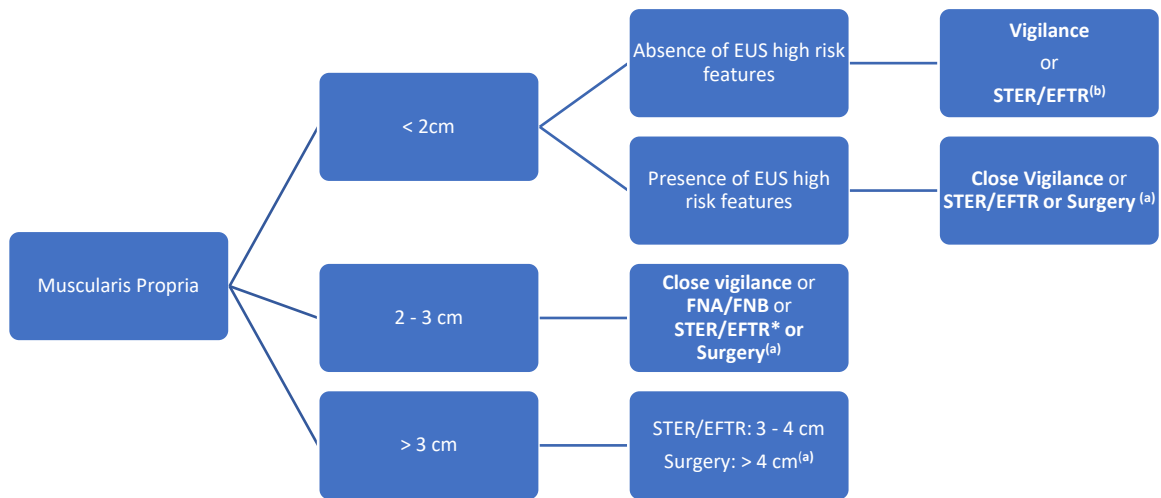 Muscularis Propria
< 2cm
Absence of EUS high risk
features
Vigilance
or
STER/EFTR(b)
Presence of EUS high
risk features
Close Vigilance or
STER/EFTR or Surgery (a)
2 - 3 cm
Close vigilance or
FNA/FNB or
STER/EFTR* or
Surgery(a)
> 3 cm
STER/EFTR: 3 - 4 cm
Surgery: > 4 cm(a)